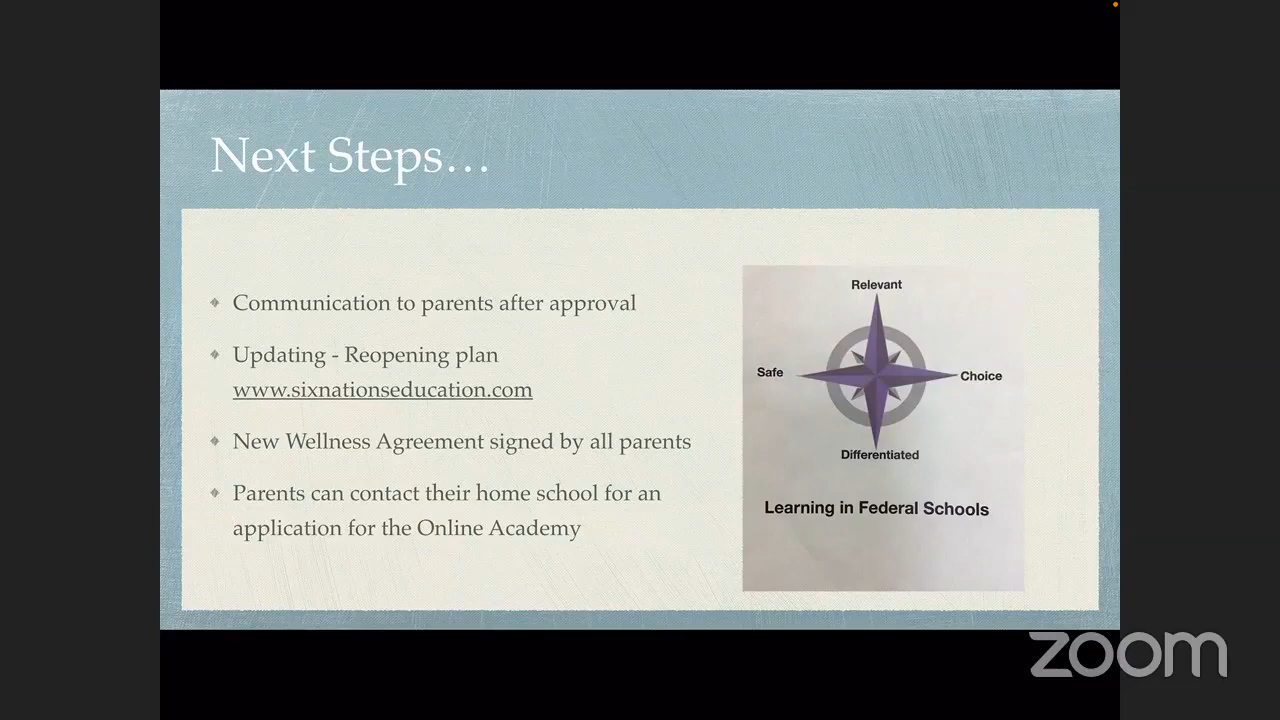 Next Steps…
Communication to parents after approval
Updating - Reopening plan
www.sixnationseducation.com
New Wellness Agreement signed by all parents
Parents can contact their home school for an
application for the Online Academy
Relevant
Safe
Choice
Differentiated
Learning in Federal Schools
zoom